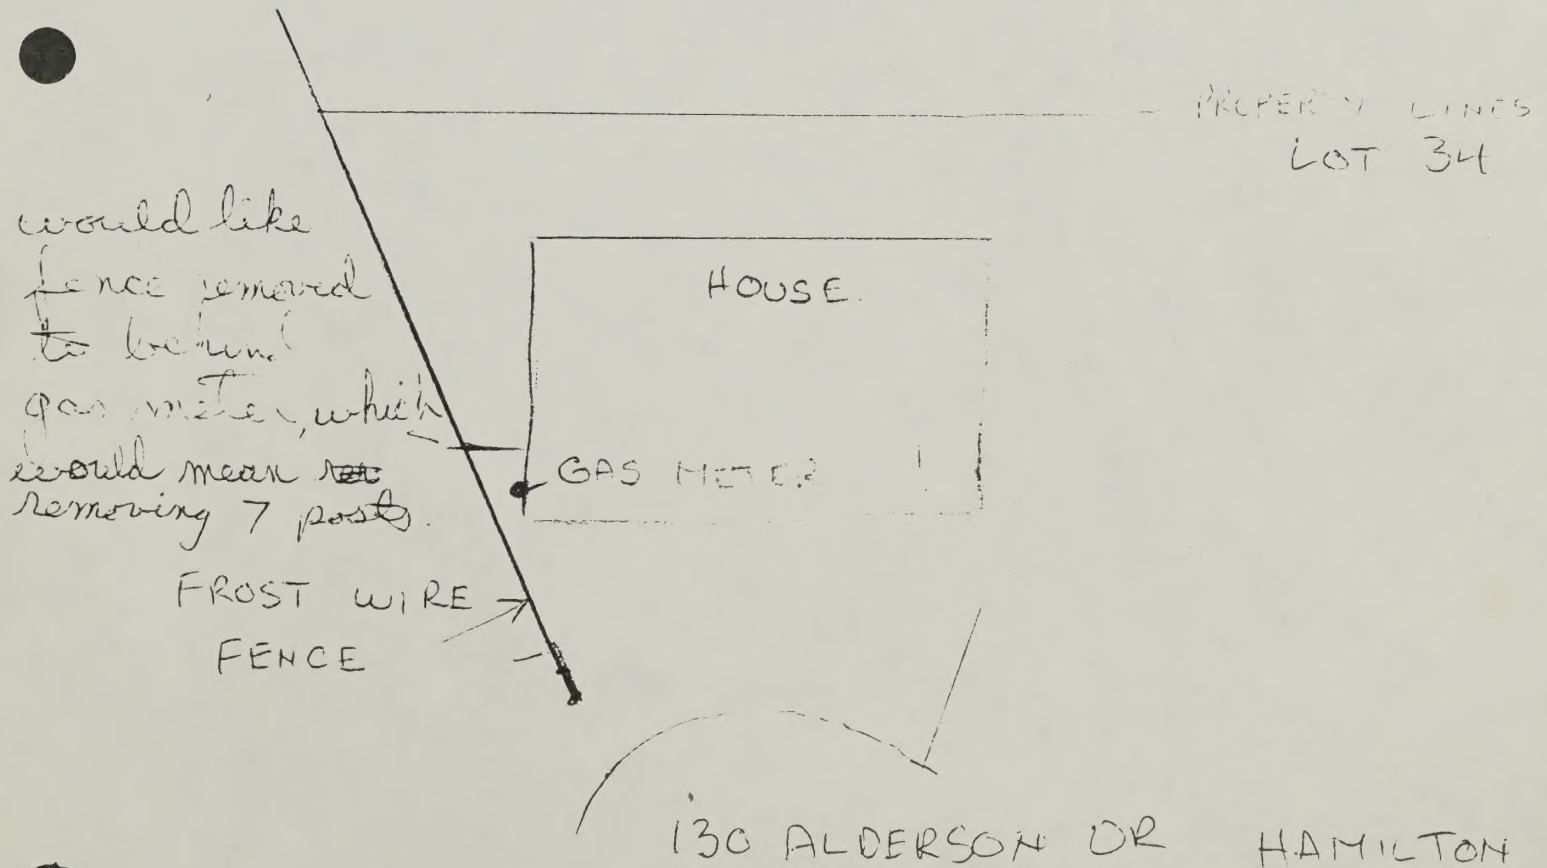 PROPERTY LINES
LOT 34
would like
fence removed
to behind
gas meter, which
would mean
removing 7 posts.
HOUSE.
GAS METER
FROST WIRE
FENCE
130 ALDERSON DR HAMILTON